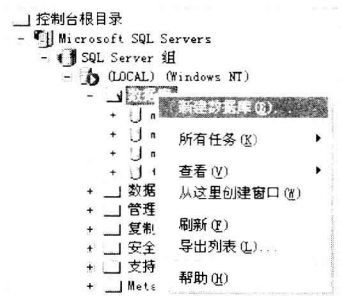 控制台根目录
Microsoft SQL Servers
SQL Server 组
(LOCAL) (Windows NT)
新建数据库(B)...
所有任务(K)
查看(V)
从这里创建窗口(W)
数据
管理
刷新(F)
复制
导出列表(L)...
安全
支持
帮助(H)
Meta